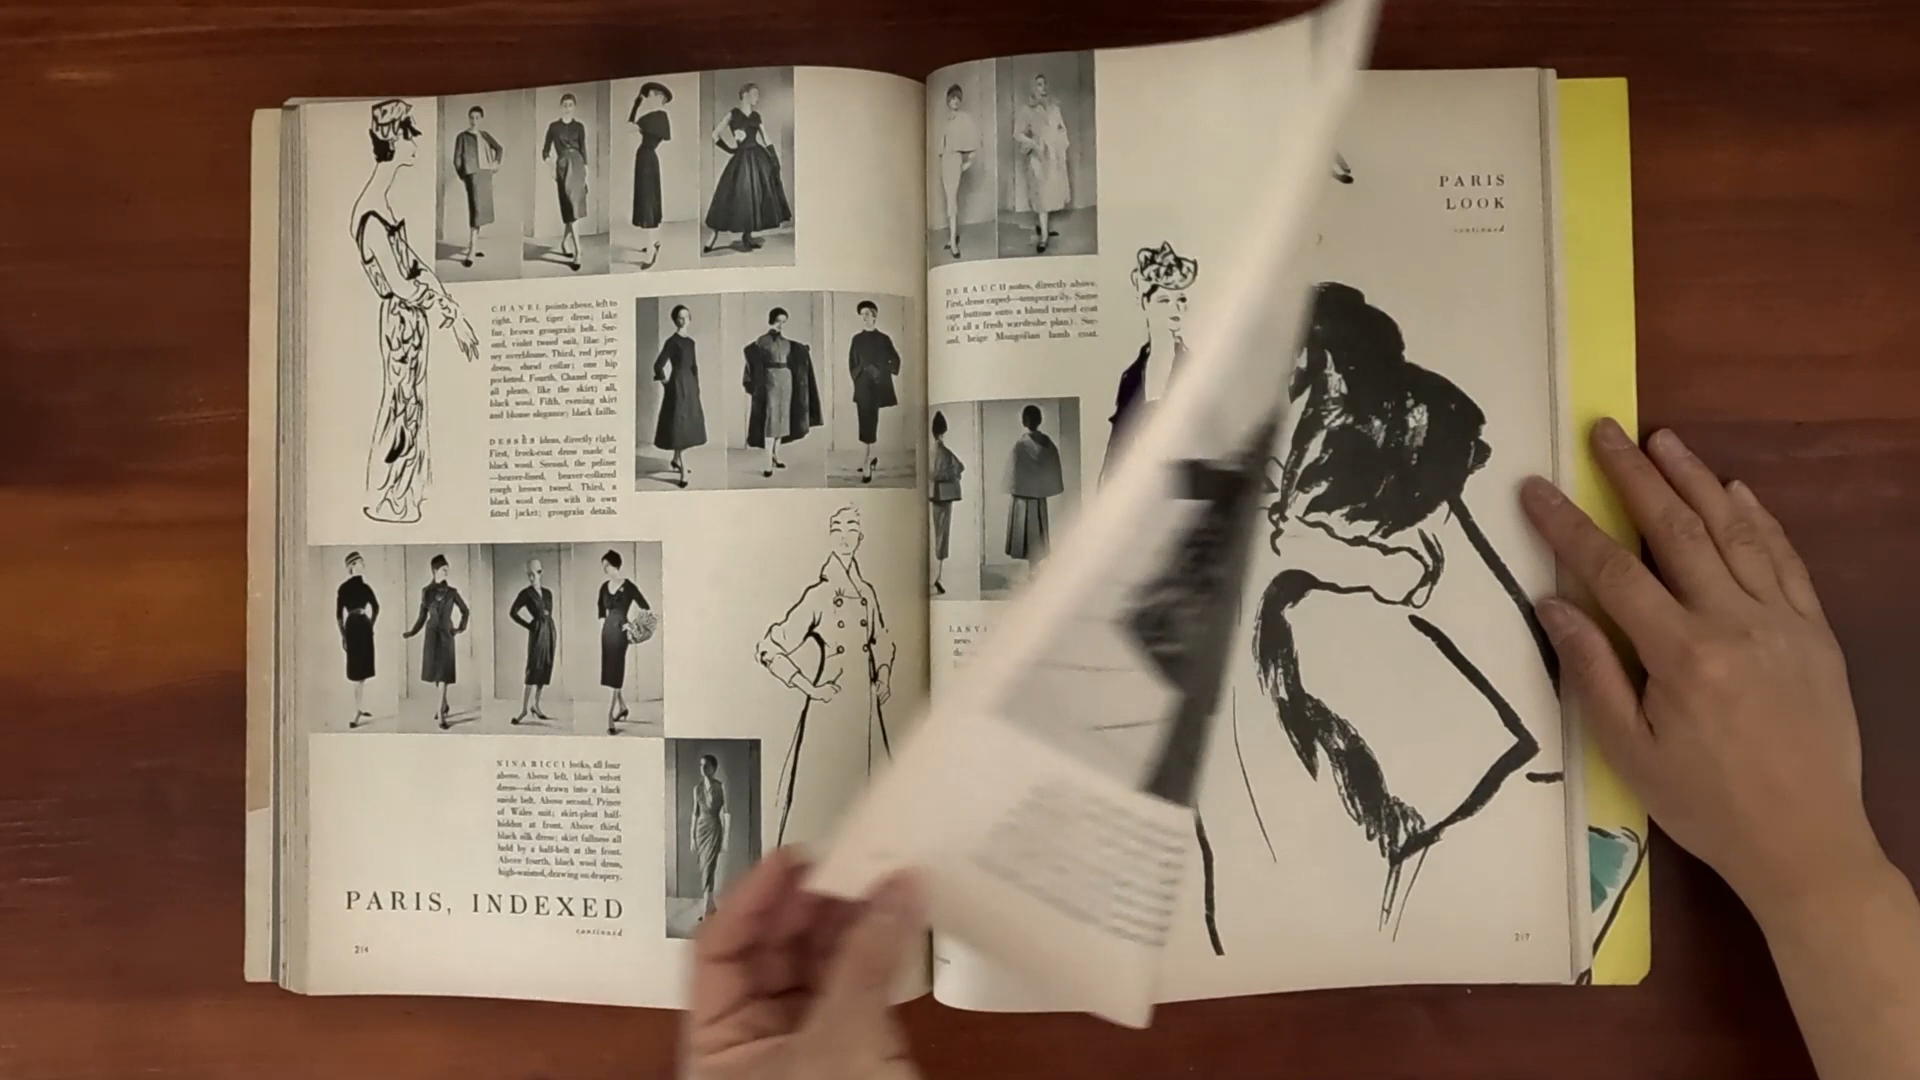 CHANEL points above, left to
right. First, tiger dress; fake
fur, brown grosgrain belt. Sec-
ond, violet tweed suit, lilac jer-
sey overblouse. Third, red jersey
dress, shawl collar; one hip
pocketed. Fourth, Chanel cape—
all pleats, like the skirt; all,
black wool. Fifth, evening skirt
and blouse elegance; black faille.
DESSÈS ideas, directly right.
First, frock-coat dress made of
black wool. Second, the pelisse
—beaver-lined, beaver-collared
rough brown tweed. Third, a
black wool dress with its own
fitted jacket; grosgrain details.
NINA RICCI looks, all four
above. Above left, black velvet
dress—skirt drawn into a black
suède belt. Above second, Prince
of Wales suit; skirt-pleat half-
hidden at front. Above third,
black silk dress; skirt fullness all
held by a half-belt at the front.
Above fourth, black wool dress,
high-waisted, drawing on drapery.
PARIS, INDEXED
continued
214
DE RAUCH notes, directly above.
First, dress caped—temporarily. Same
cape buttons onto a blond tweed coat
(it's all a fresh wardrobe plan). Sec-
ond, beige Mongolian lamb coat.
news
the
PARIS
LOOK
continued
217